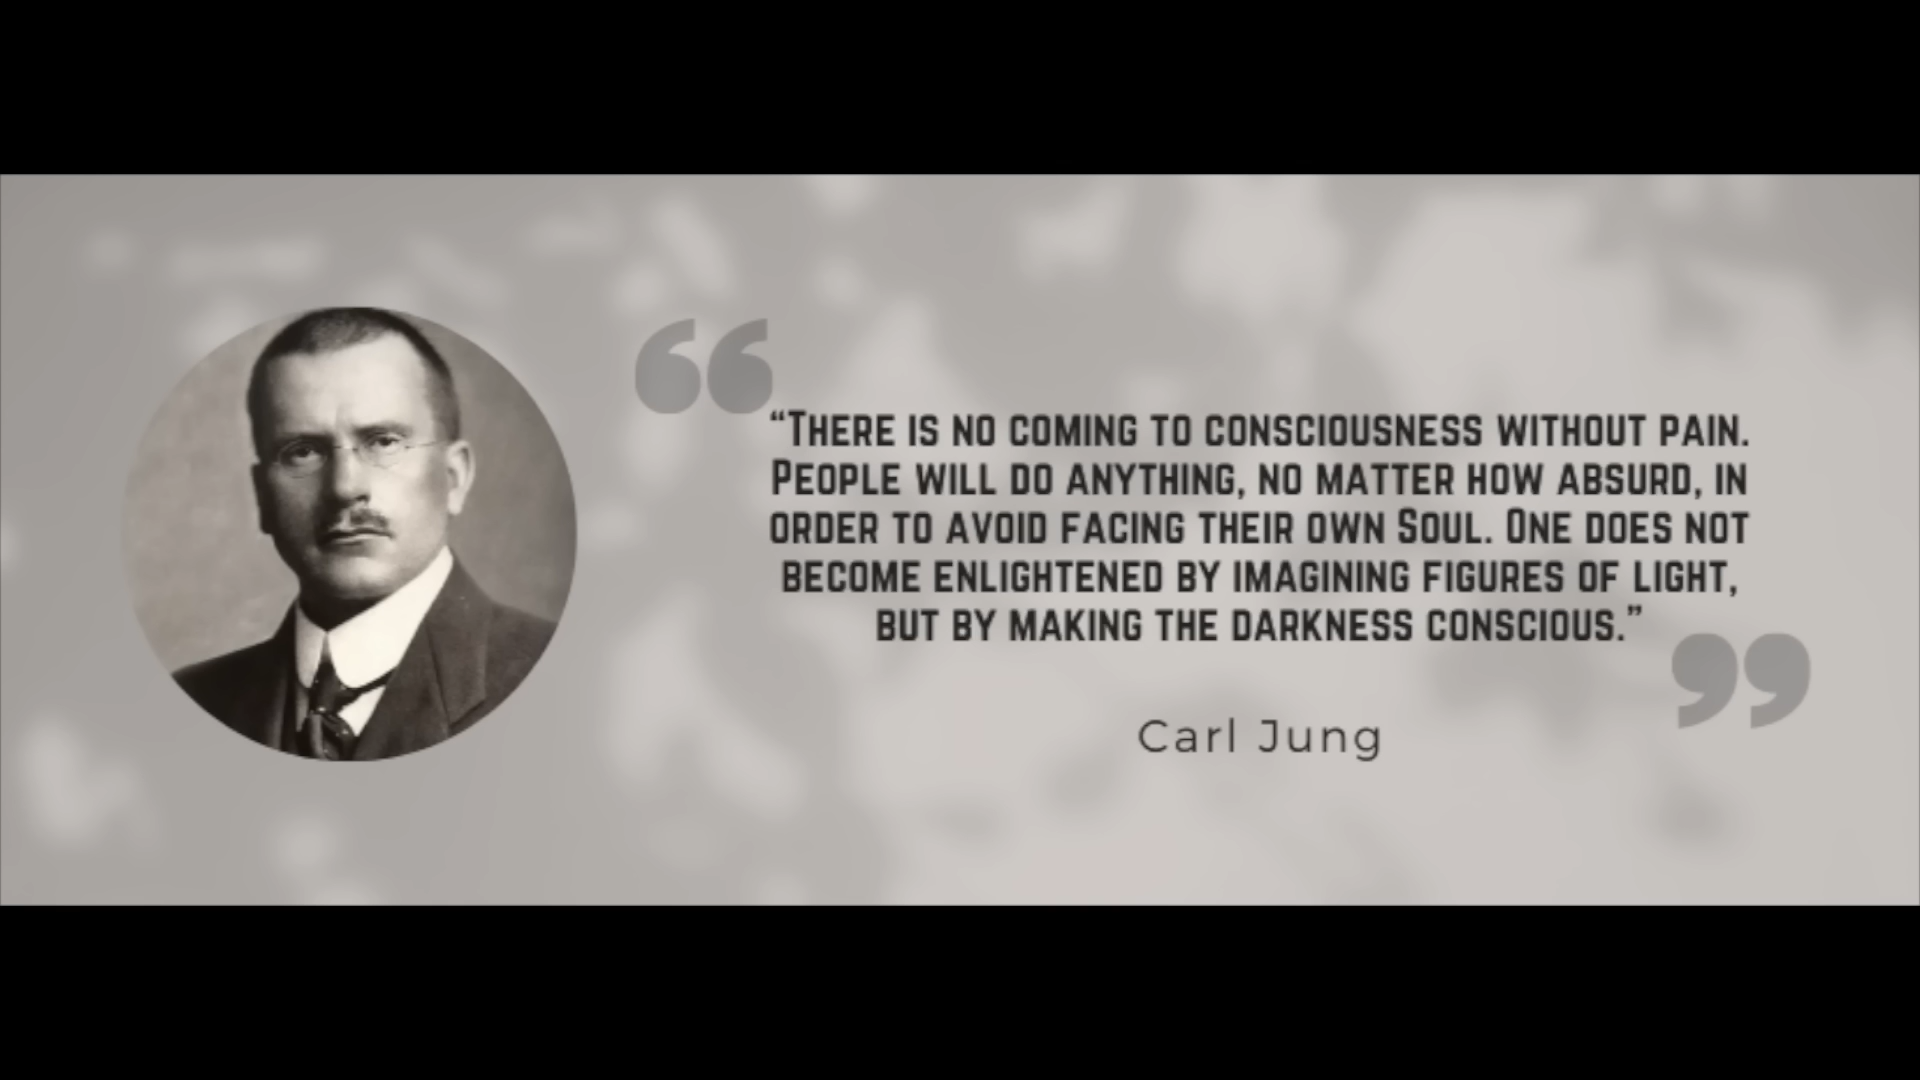 “There is no coming to consciousness without pain.
People will do anything, no matter how absurd, in
order to avoid facing their own Soul. One does not
become enlightened by imagining figures of light,
but by making the darkness conscious.”
Carl Jung